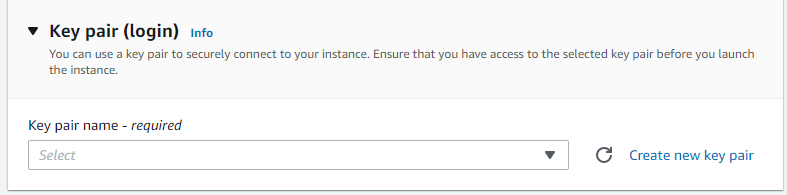 Key pair (login) Info
You can use a key pair to securely connect to your instance. Ensure that you have access to the selected key pair before you launch
the instance.
Key pair name - required
Select
Create new key pair